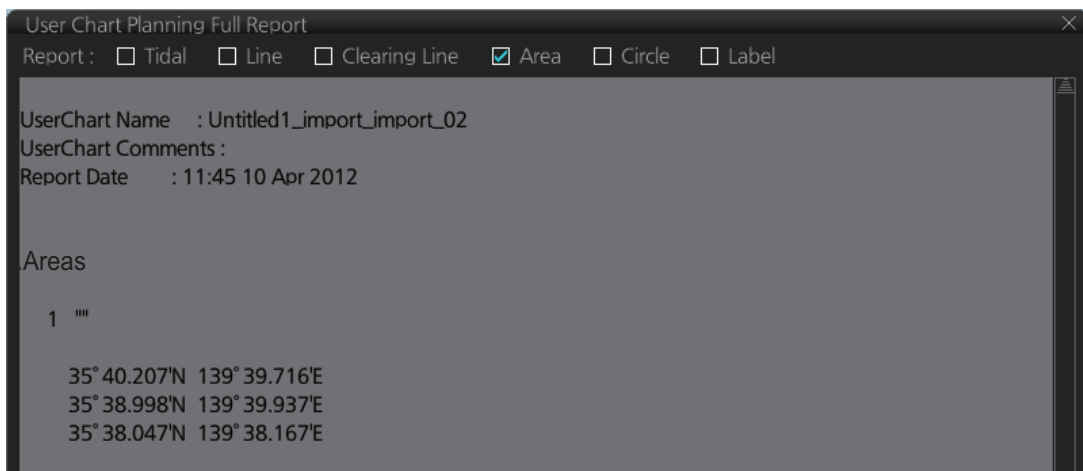 User Chart Planning Full Report
Report : Tidal Line Clearing Line Area Circle Label
UserChart Name : Untitled1_import_import_02
UserChart Comments :
Report Date : 11:45 10 Apr 2012
.Areas
1 ""
35°40.207'N 139°39.716'E
35°38.998'N 139°39.937'E
35°38.047'N 139°38.167'E